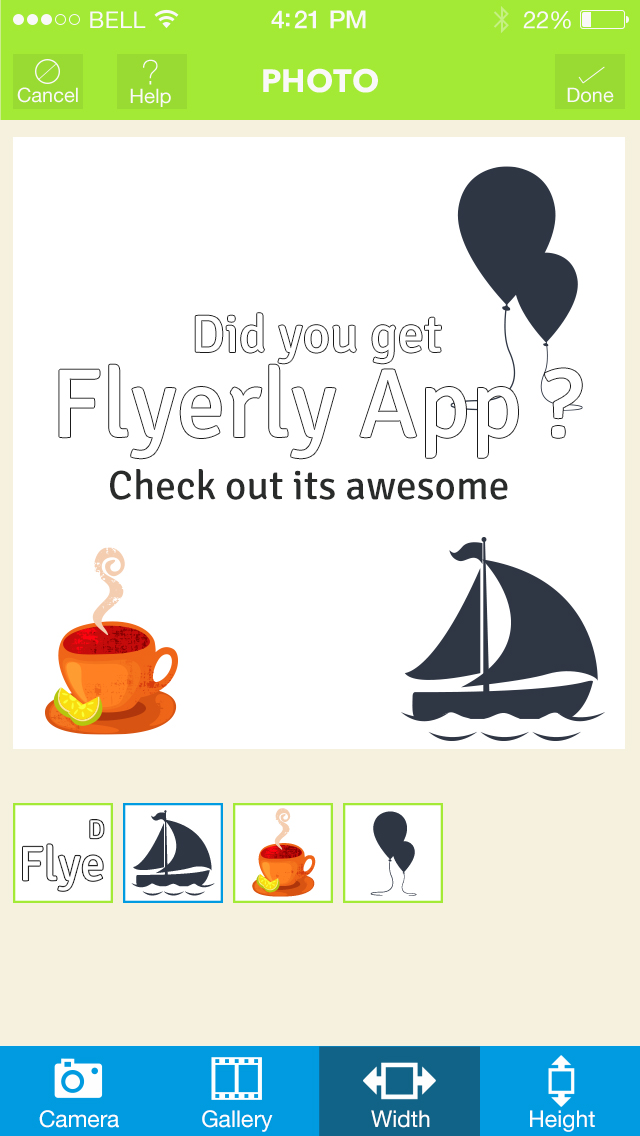 BELL 4:21 PM 22%
Cancel Help PHOTO Done
Did you get
Flyerly App ?
Check out its awesome
D
Flye
Camera Gallery Width Height